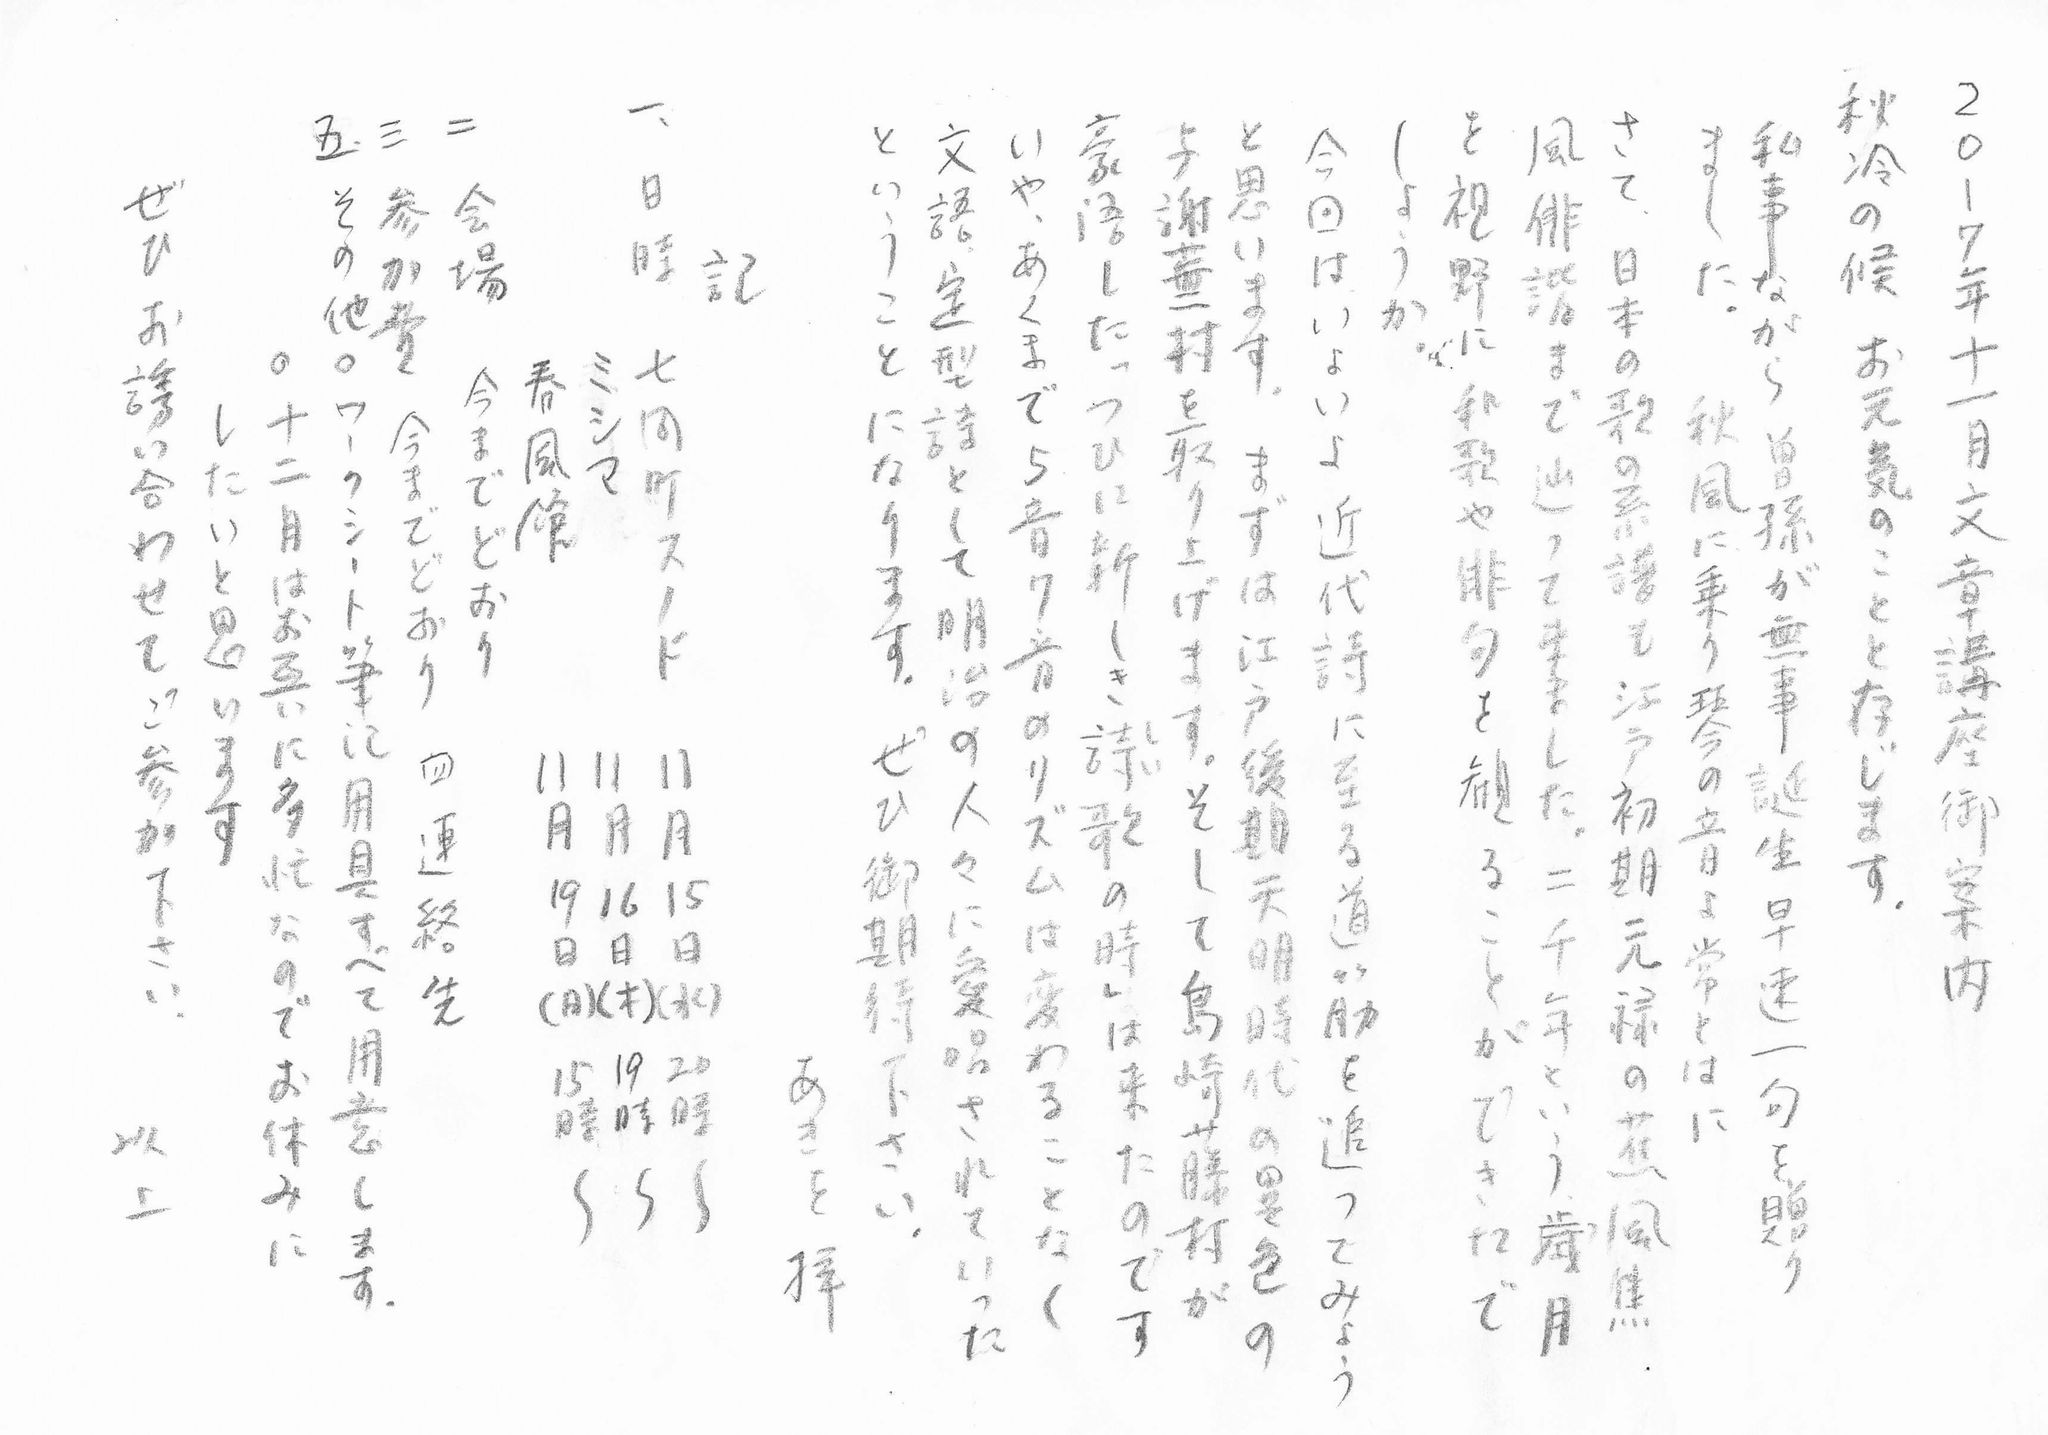 2017年十一月文章講座御案内
秋冷の候 お元気のことと存じます。
私事ながら曽孫が無事誕生早速一句を贈り
ました。 秋風に乗り琴の音よ常とはに
さて、日本の歌の系譜も江戸初期元禄の蕉風焦
風俳諧まで辿って来ました。二千年という、歳月
を視野に和歌や俳句を観ることができたで
しょうか。
今回はいよいよ近代詩に至る道筋を追ってみよう
と思います。まずは江戸後期天明時代の異色の
与謝蕪村を取り上げます。そして島崎藤村が
豪語した「つひに新しき詩歌の時」は来たのです
いや、あくまで5音7音のリズムは変わることなく
文語、定型詩として明治の人々に愛唱されていった
ということになります。ぜひ御期待下さい。
あきを 拝
記
一、日時 七間町スノド 11月15日(水)20時〜
ミシマ 11月16日(木)19時〜
春風館 11月19日(日)15時〜
二 会場 今までどおり
三 参加費 今までどおり 四 連絡先
五. その他 ○ワークシート筆記用具すべて用意します。
○十二月はお互いに多忙なのでお休みに
したいと思います
ぜひお誘い合わせてご参加下さい. 以上